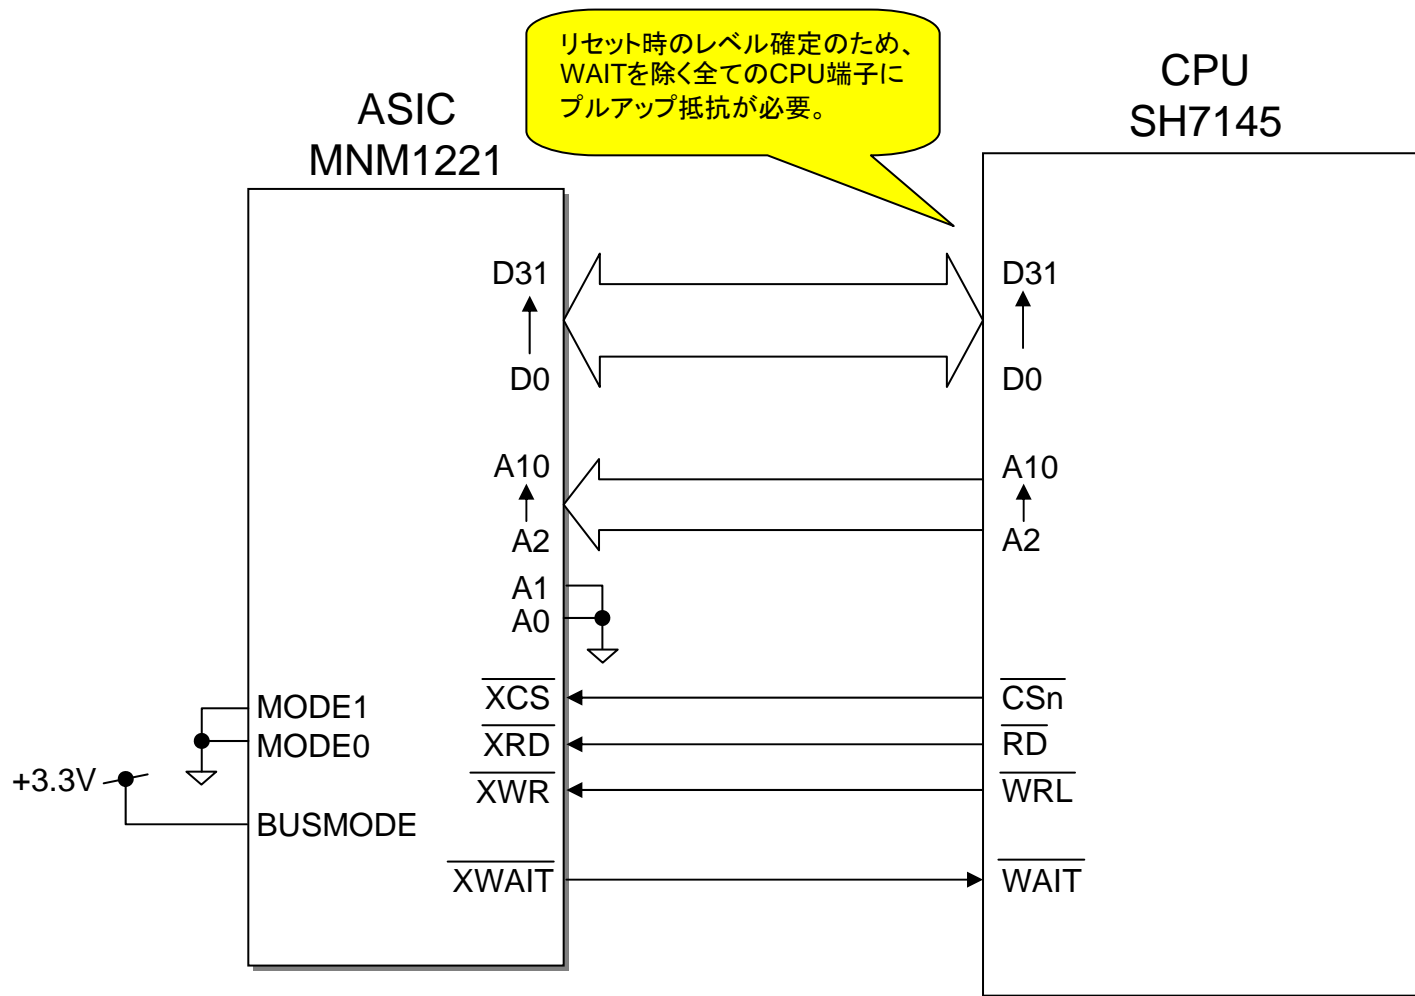 リセット時のレベル確定のため、
WAITを除く全てのCPU端子に
プルアップ抵抗が必要。
ASIC
MNM1221
CPU
SH7145
D31
D0
A10
A2
A1
A0
XCS
XRD
XWR
XWAIT
MODE1
MODE0
+3.3V
BUSMODE
D31
D0
A10
A2
CSn
RD
WRL
WAIT